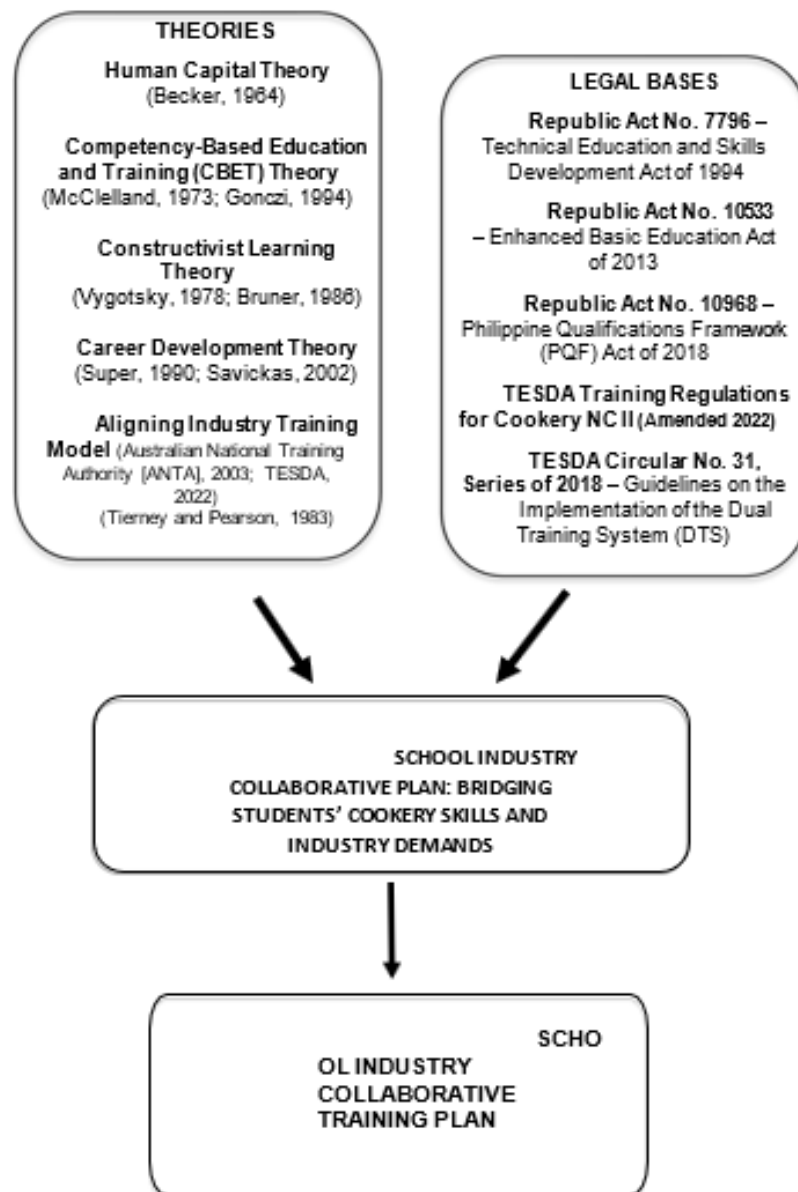 THEORIES
Human Capital Theory
(Becker, 1964)
Competency-Based Education
and Training (CBET) Theory
(McClelland, 1973; Gonczi, 1994)
Constructivist Learning
Theory
(Vygotsky, 1978; Bruner, 1986)
Career Development Theory
(Super, 1990; Savickas, 2002)
Aligning Industry Training
Model (Australian National Training
Authority [ANTA], 2003; TESDA,
2022)
(Tierney and Pearson, 1983)
LEGAL BASES
Republic Act No. 7796 –
Technical Education and Skills
Development Act of 1994
Republic Act No. 10533
– Enhanced Basic Education Act
of 2013
Republic Act No. 10968 –
Philippine Qualifications Framework
(PQF) Act of 2018
TESDA Training Regulations
for Cookery NC II (Amended 2022)
TESDA Circular No. 31,
Series of 2018 – Guidelines on the
Implementation of the Dual
Training System (DTS)
SCHOOL INDUSTRY
COLLABORATIVE PLAN: BRIDGING
STUDENTS’ COOKERY SKILLS AND
INDUSTRY DEMANDS
SCHO
OL INDUSTRY
COLLABORATIVE
TRAINING PLAN